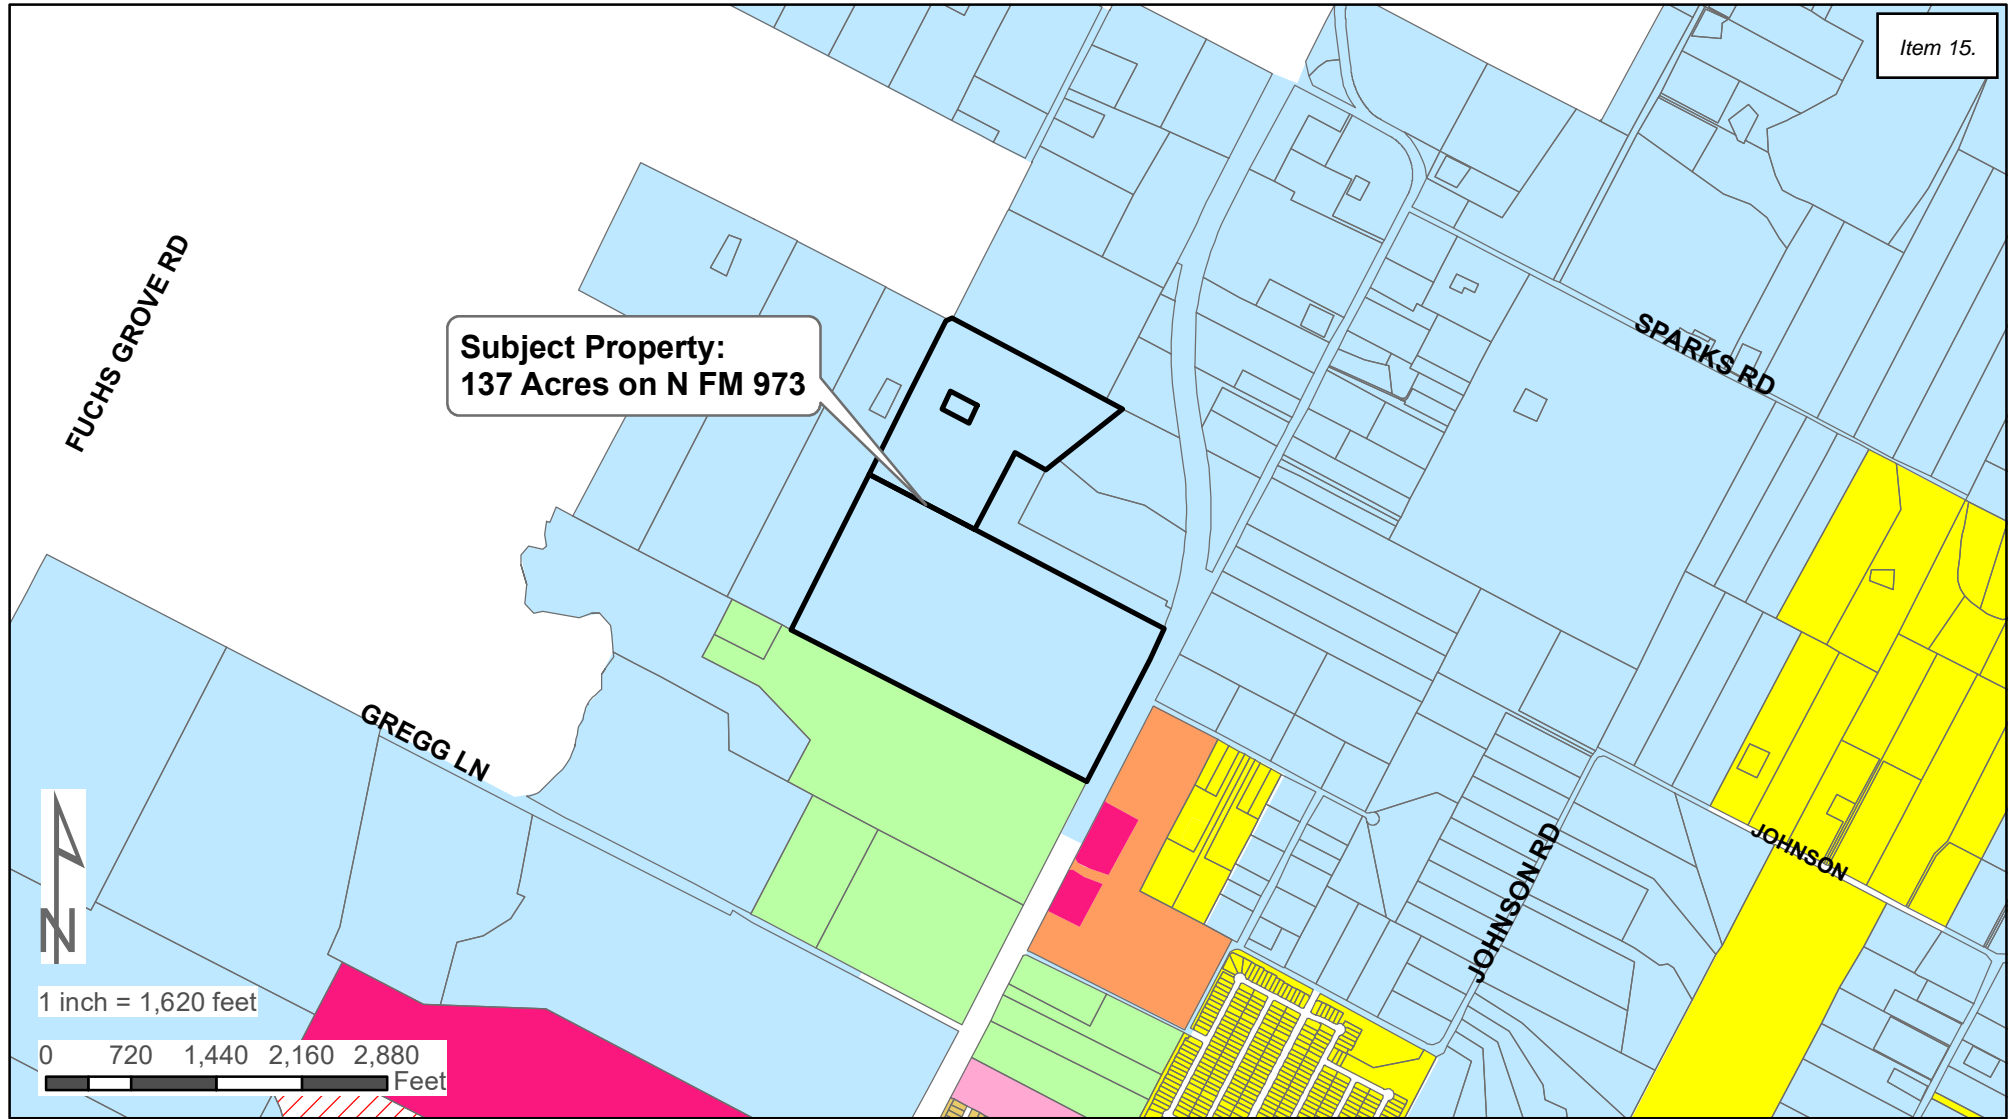 Item 15.
FUCHS GROVE RD
Subject Property:
137 Acres on N FM 973
SPARKS RD
GREGG LN
JOHNSON RD
JOHNSON
N
1 inch = 1,620 feet
0 720 1,440 2,160 2,880
Feet